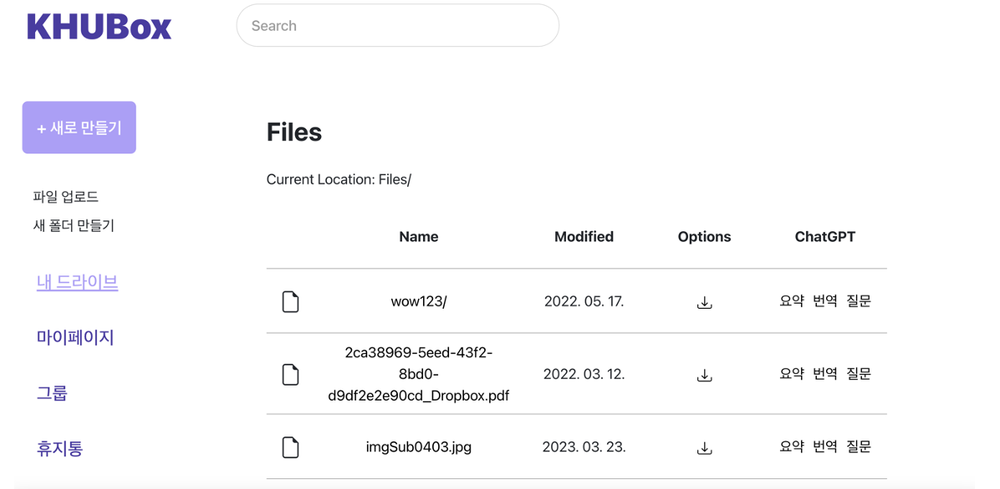 KHUBox
Search
+ 새로 만들기
파일 업로드
새 폴더 만들기
내 드라이브
마이페이지
그룹
휴지통
Files
Current Location: Files/
Name Modified Options ChatGPT
wow123/ 2022. 05. 17. 요약 번역 질문
2ca38969-5eed-43f2-
8bd0-
d9df2e2e90cd_Dropbox.pdf 2022. 03. 12. 요약 번역 질문
imgSub0403.jpg 2023. 03. 23. 요약 번역 질문